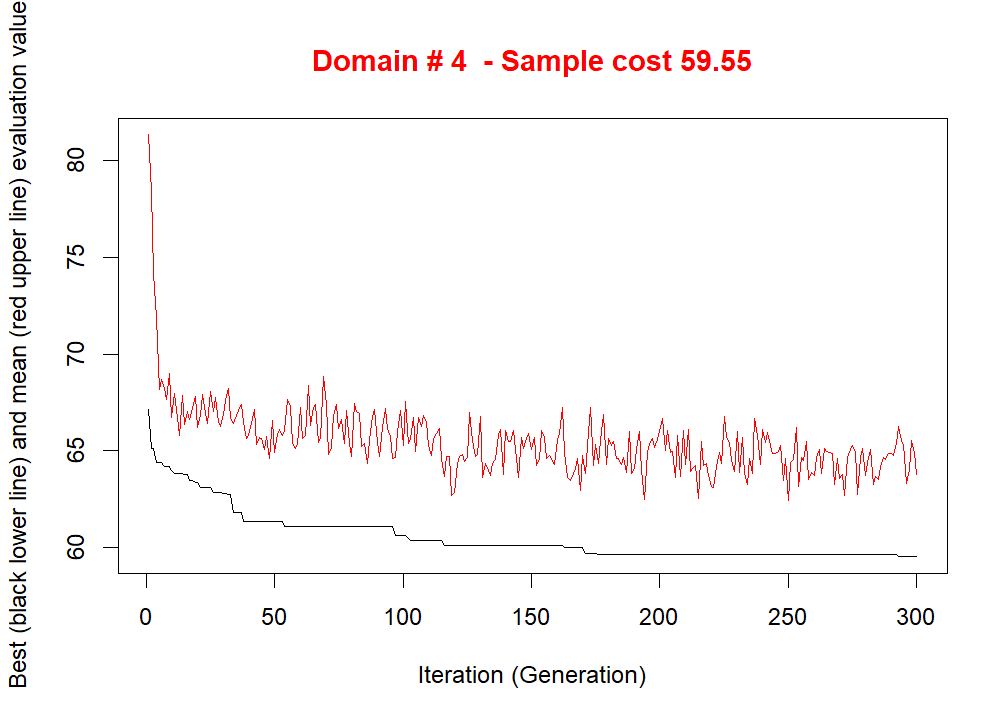 Domain # 4  - Sample cost 59.55
Best (black lower line) and mean (red upper line) evaluation value
80
75
70
65
60
0 50 100 150 200 250 300
Iteration (Generation)